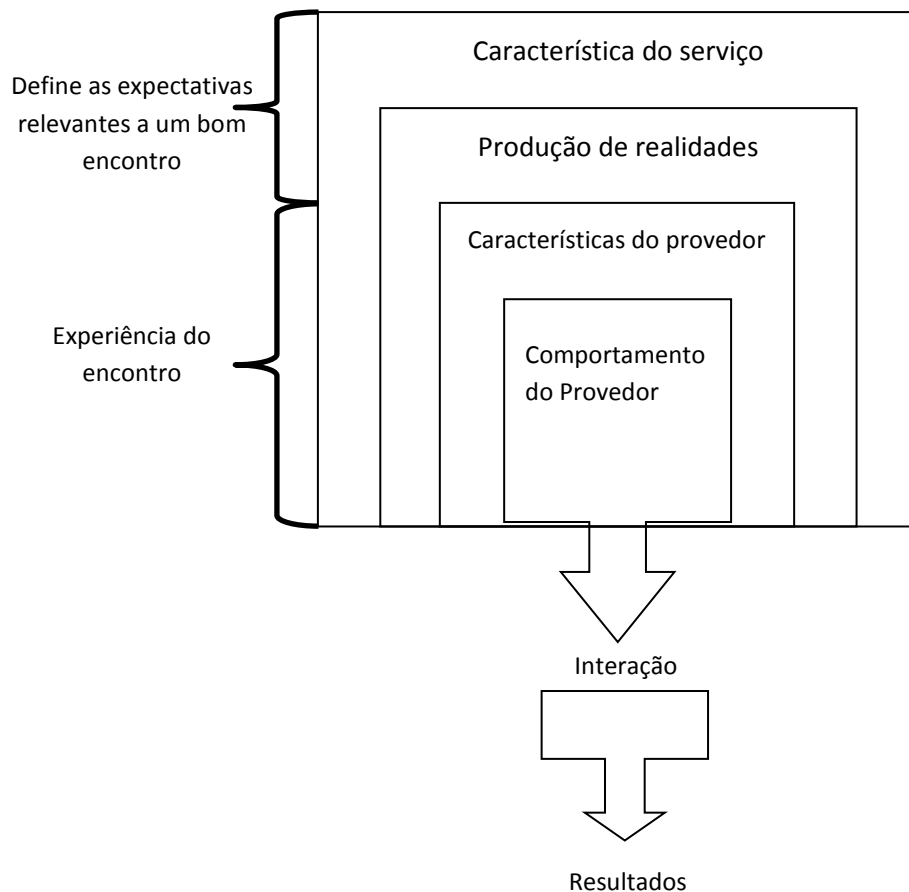 Característica do serviço
Define as expectativas
relevantes a um bom
encontro
Produção de realidades
Características do provedor
Experiência do
encontro
Comportamento
do Provedor
Interação
Resultados